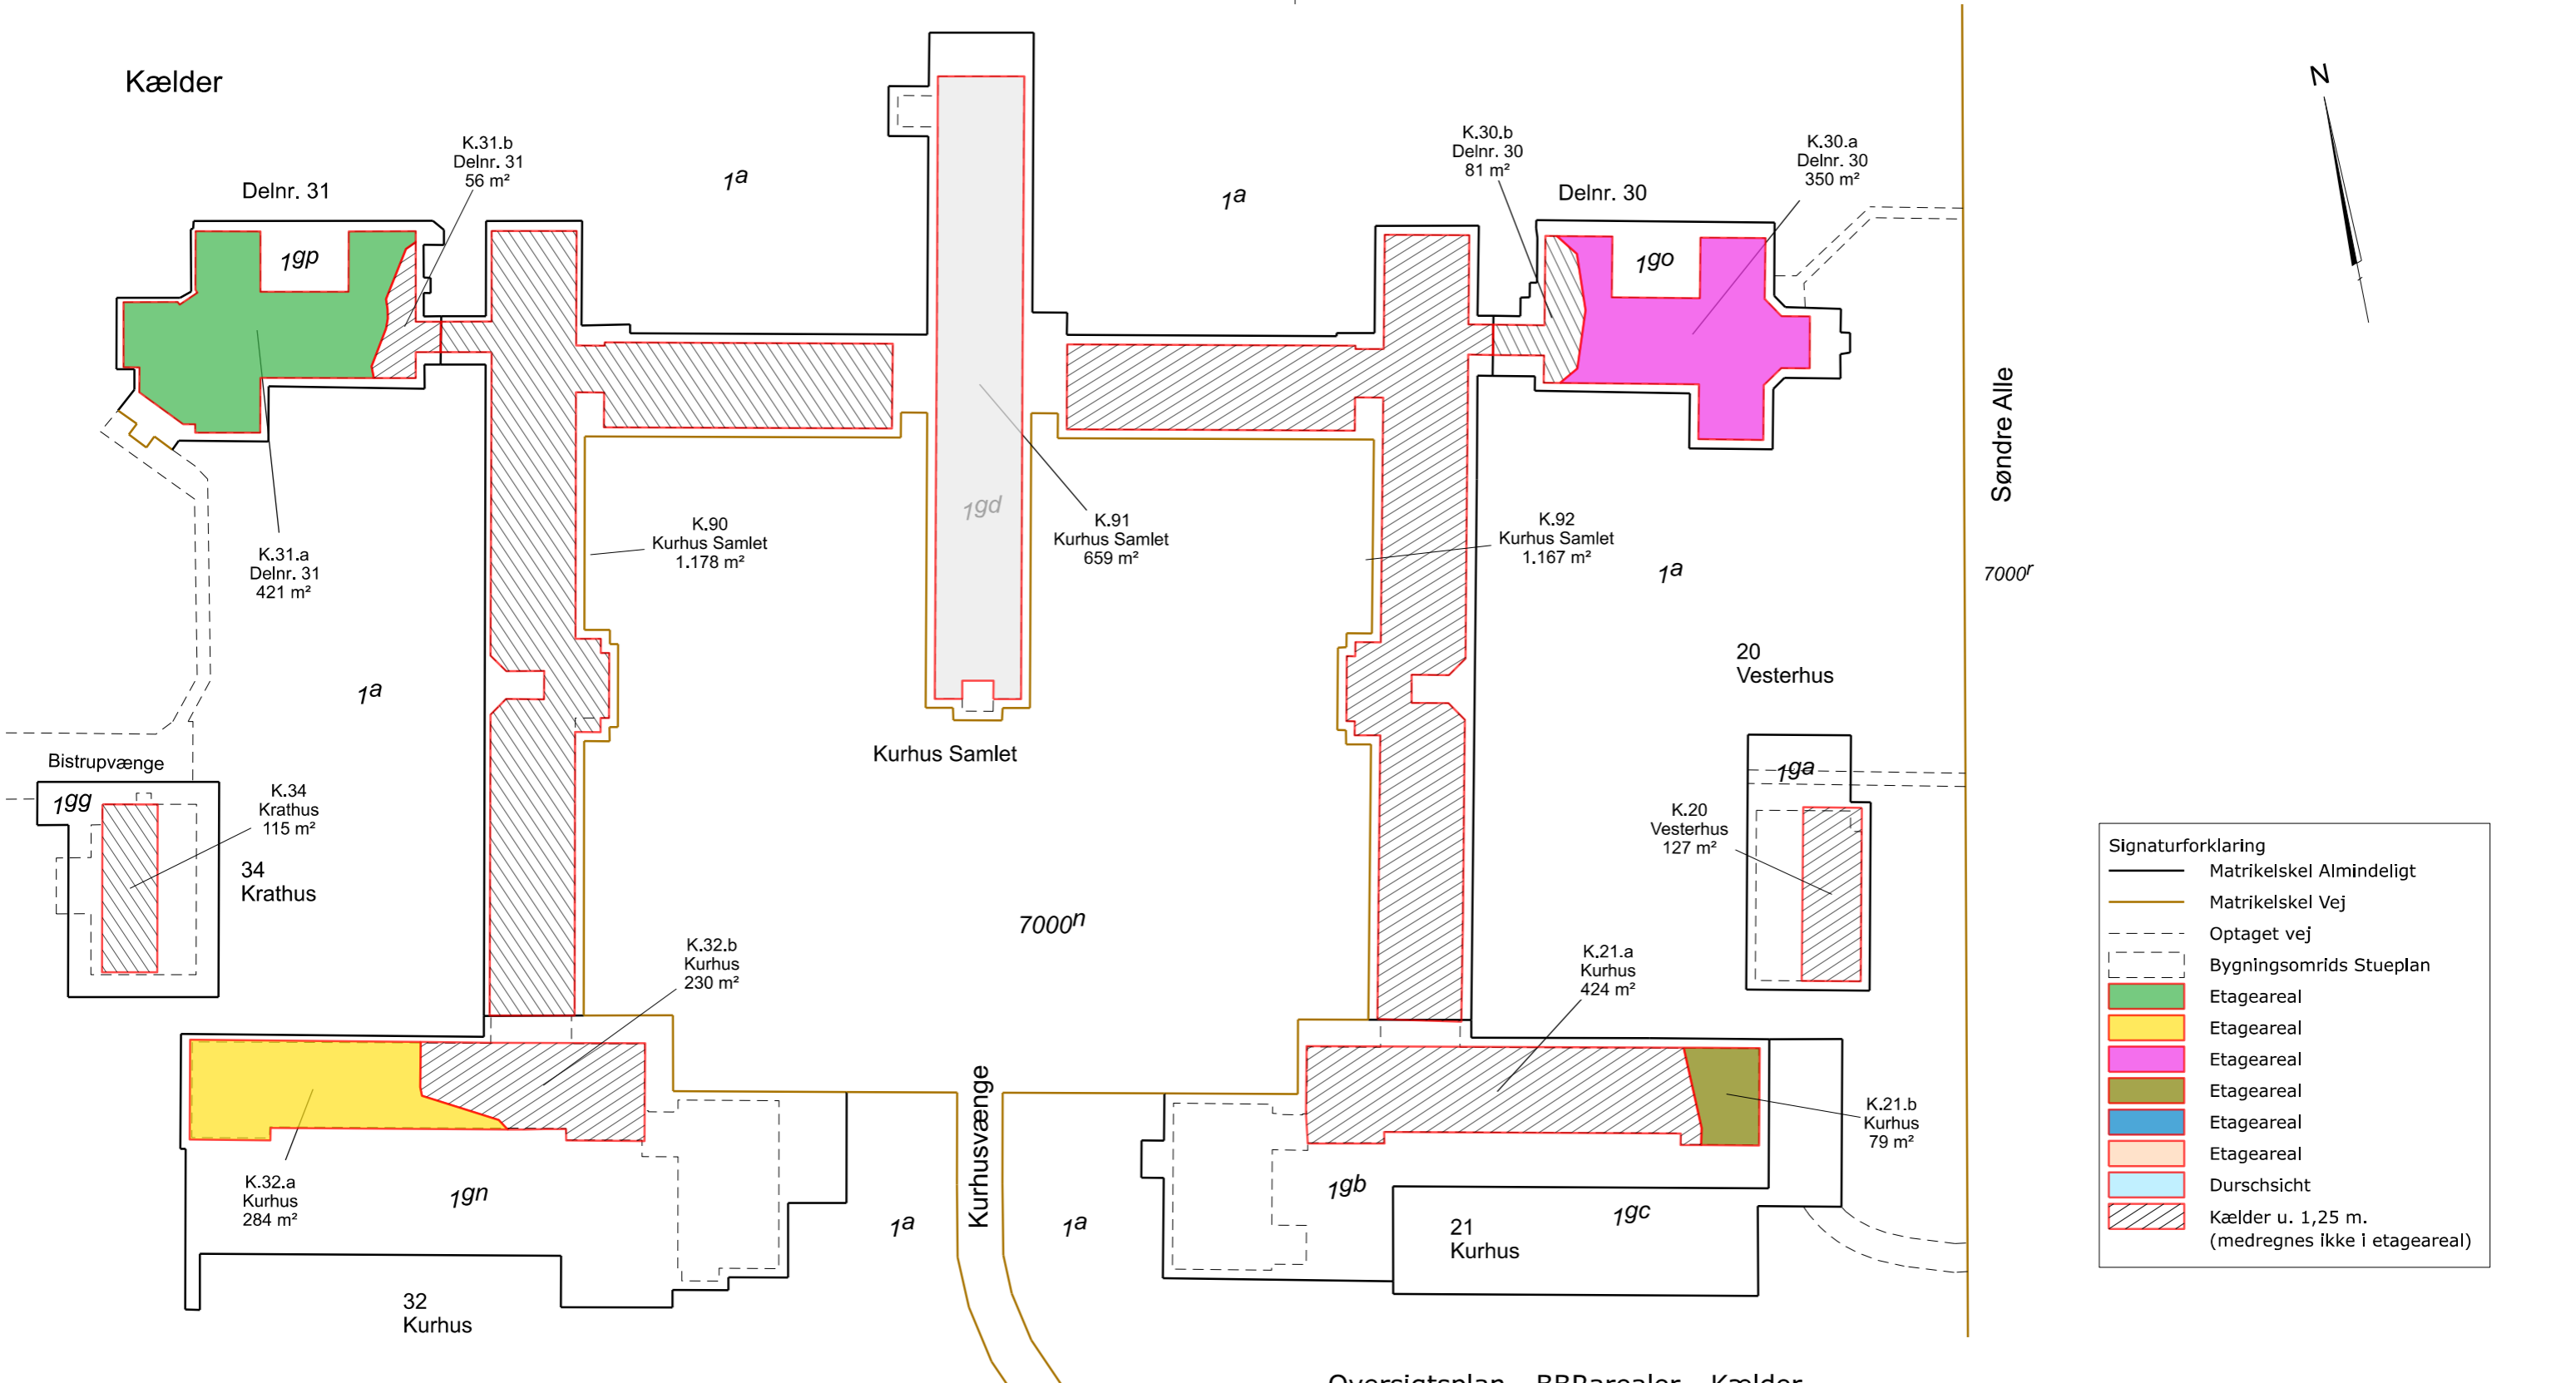 Kælder
N
K.31.b
Delnr. 31
56 m²
Delnr. 31
1gp
1a
1a
K.30.b
Delnr. 30
81 m²
Delnr. 30
1go
K.30.a
Delnr. 30
350 m²
K.31.a
Delnr. 31
421 m²
K.90
Kurhus Samlet
1.178 m²
1gd
K.91
Kurhus Samlet
659 m²
K.92
Kurhus Samlet
1.167 m²
1a
Søndre Alle
7000r
1a
20
Vesterhus
Kurhus Samlet
Bistrupvænge
1gg
K.34
Krathus
115 m²
34
Krathus
1ga
K.20
Vesterhus
127 m²
7000n
K.32.b
Kurhus
230 m²
K.21.a
Kurhus
424 m²
Kurhusvænge
K.21.b
Kurhus
79 m²
K.32.a
Kurhus
284 m²
1gn
1a
1a
1gb
21
Kurhus
1gc
32
Kurhus
Signaturforklaring
Matrikelskel Almindeligt
Matrikelskel Vej
Optaget vej
Bygningsomrids Stueplan
Etageareal
Etageareal
Etageareal
Etageareal
Etageareal
Etageareal
Durschsicht
Kælder u. 1,25 m.
(medregnes ikke i etageareal)
Oversigtsplan - BBRarealer - Kælder